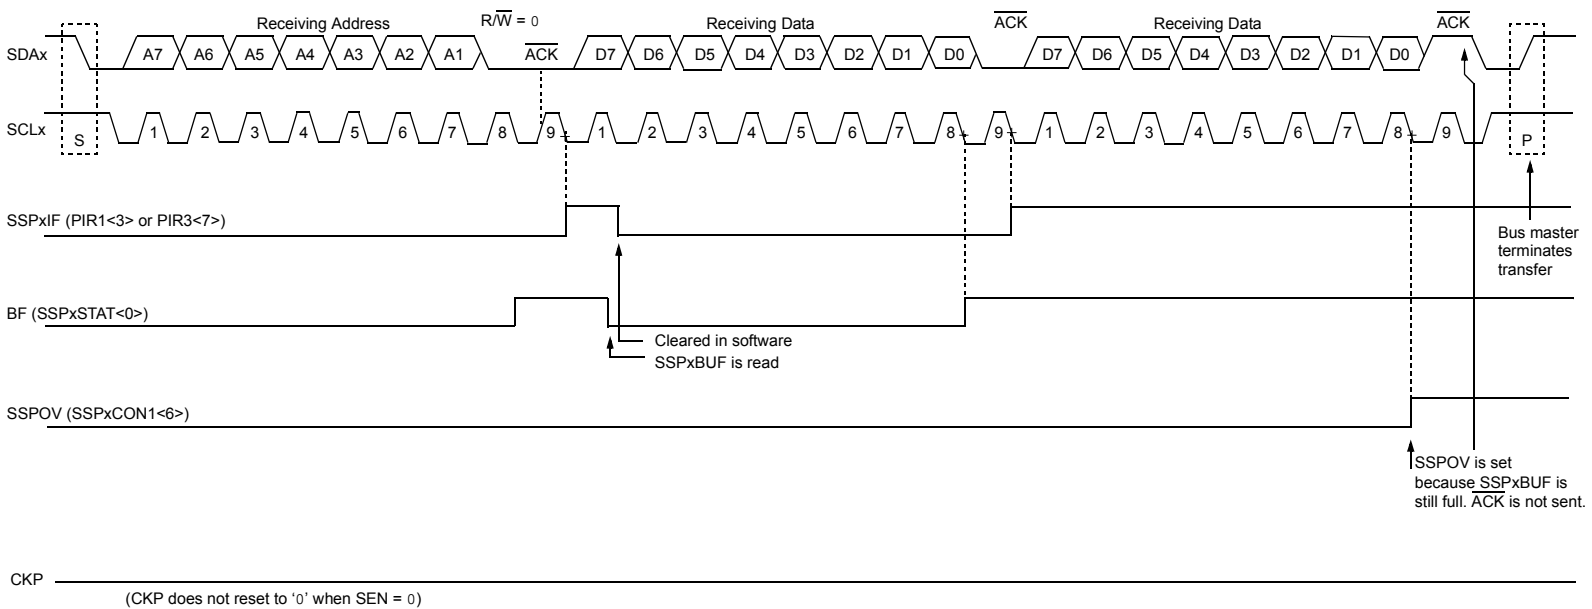 Receiving Address R/W̅ = 0 Receiving Data A̅C̅K̅ Receiving Data A̅C̅K̅
SDAx A7 A6 A5 A4 A3 A2 A1 A̅C̅K̅ D7 D6 D5 D4 D3 D2 D1 D0 D7 D6 D5 D4 D3 D2 D1 D0
SCLx S 1 2 3 4 5 6 7 8 9 1 2 3 4 5 6 7 8 9 1 2 3 4 5 6 7 8 9 P
SSPxIF (PIR1<3> or PIR3<7>)
Bus master
terminates
transfer
BF (SSPxSTAT<0>)
Cleared in software
SSPxBUF is read
SSPOV (SSPxCON1<6>)
SSPOV is set
because SSPxBUF is
still full. A̅C̅K̅ is not sent.
CKP
(CKP does not reset to ‘0’ when SEN = 0)